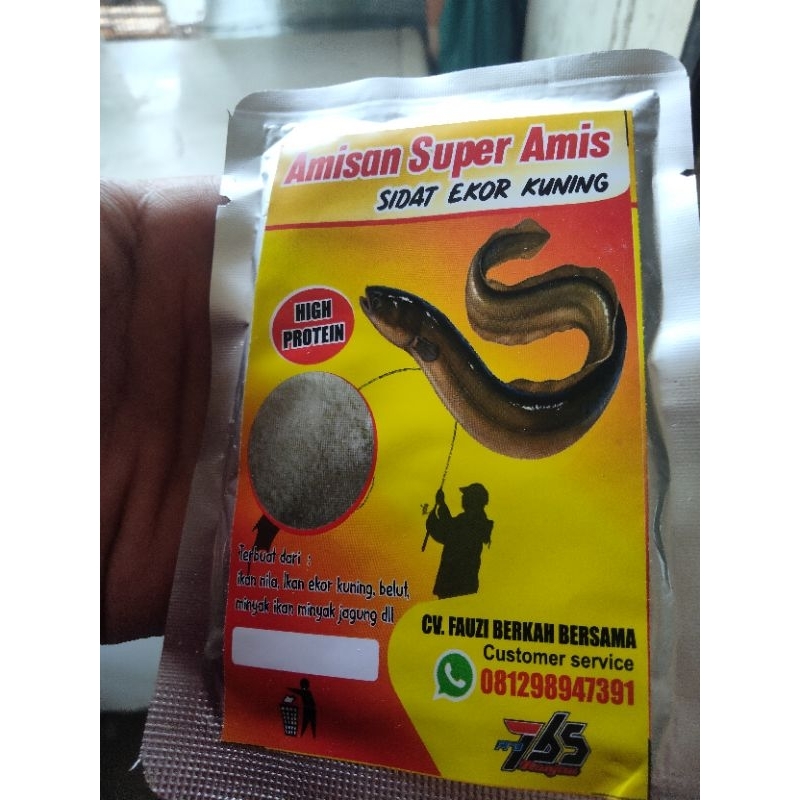 Amisan Super Amis
SIDAT EKOR KUNING
HIGH
PROTEIN
Terbuat dari :
ikan nila, Ikan ekor kuning, belut,
minyak ikan minyak jagung dll
CV. FAUZI BERKAH BERSAMA
Customer service
081298947391